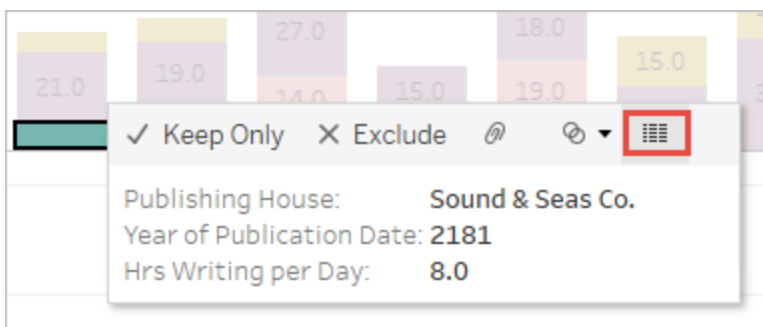 27.0
18.0
21.0
19.0
15.0
14.0
15.0
19.0
Keep Only
Exclude
Publishing House: Sound & Seas Co.
Year of Publication Date: 2181
Hrs Writing per Day: 8.0